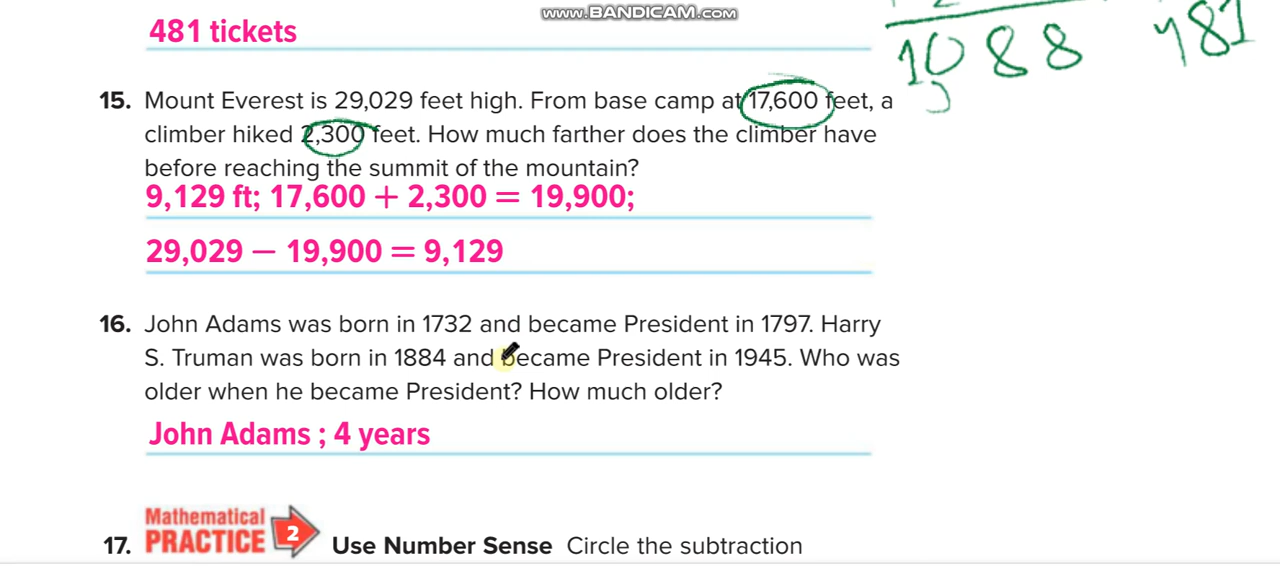 www.BANDICAM.com
481 tickets
1088 481
15. Mount Everest is 29,029 feet high. From base camp at 17,600 feet, a
climber hiked 2,300 feet. How much farther does the climber have
before reaching the summit of the mountain?
9,129 ft; 17,600 + 2,300 = 19,900;
29,029 − 19,900 = 9,129
16. John Adams was born in 1732 and became President in 1797. Harry
S. Truman was born in 1884 and became President in 1945. Who was
older when he became President? How much older?
John Adams ; 4 years
Mathematical
17. PRACTICE 2 Use Number Sense Circle the subtraction